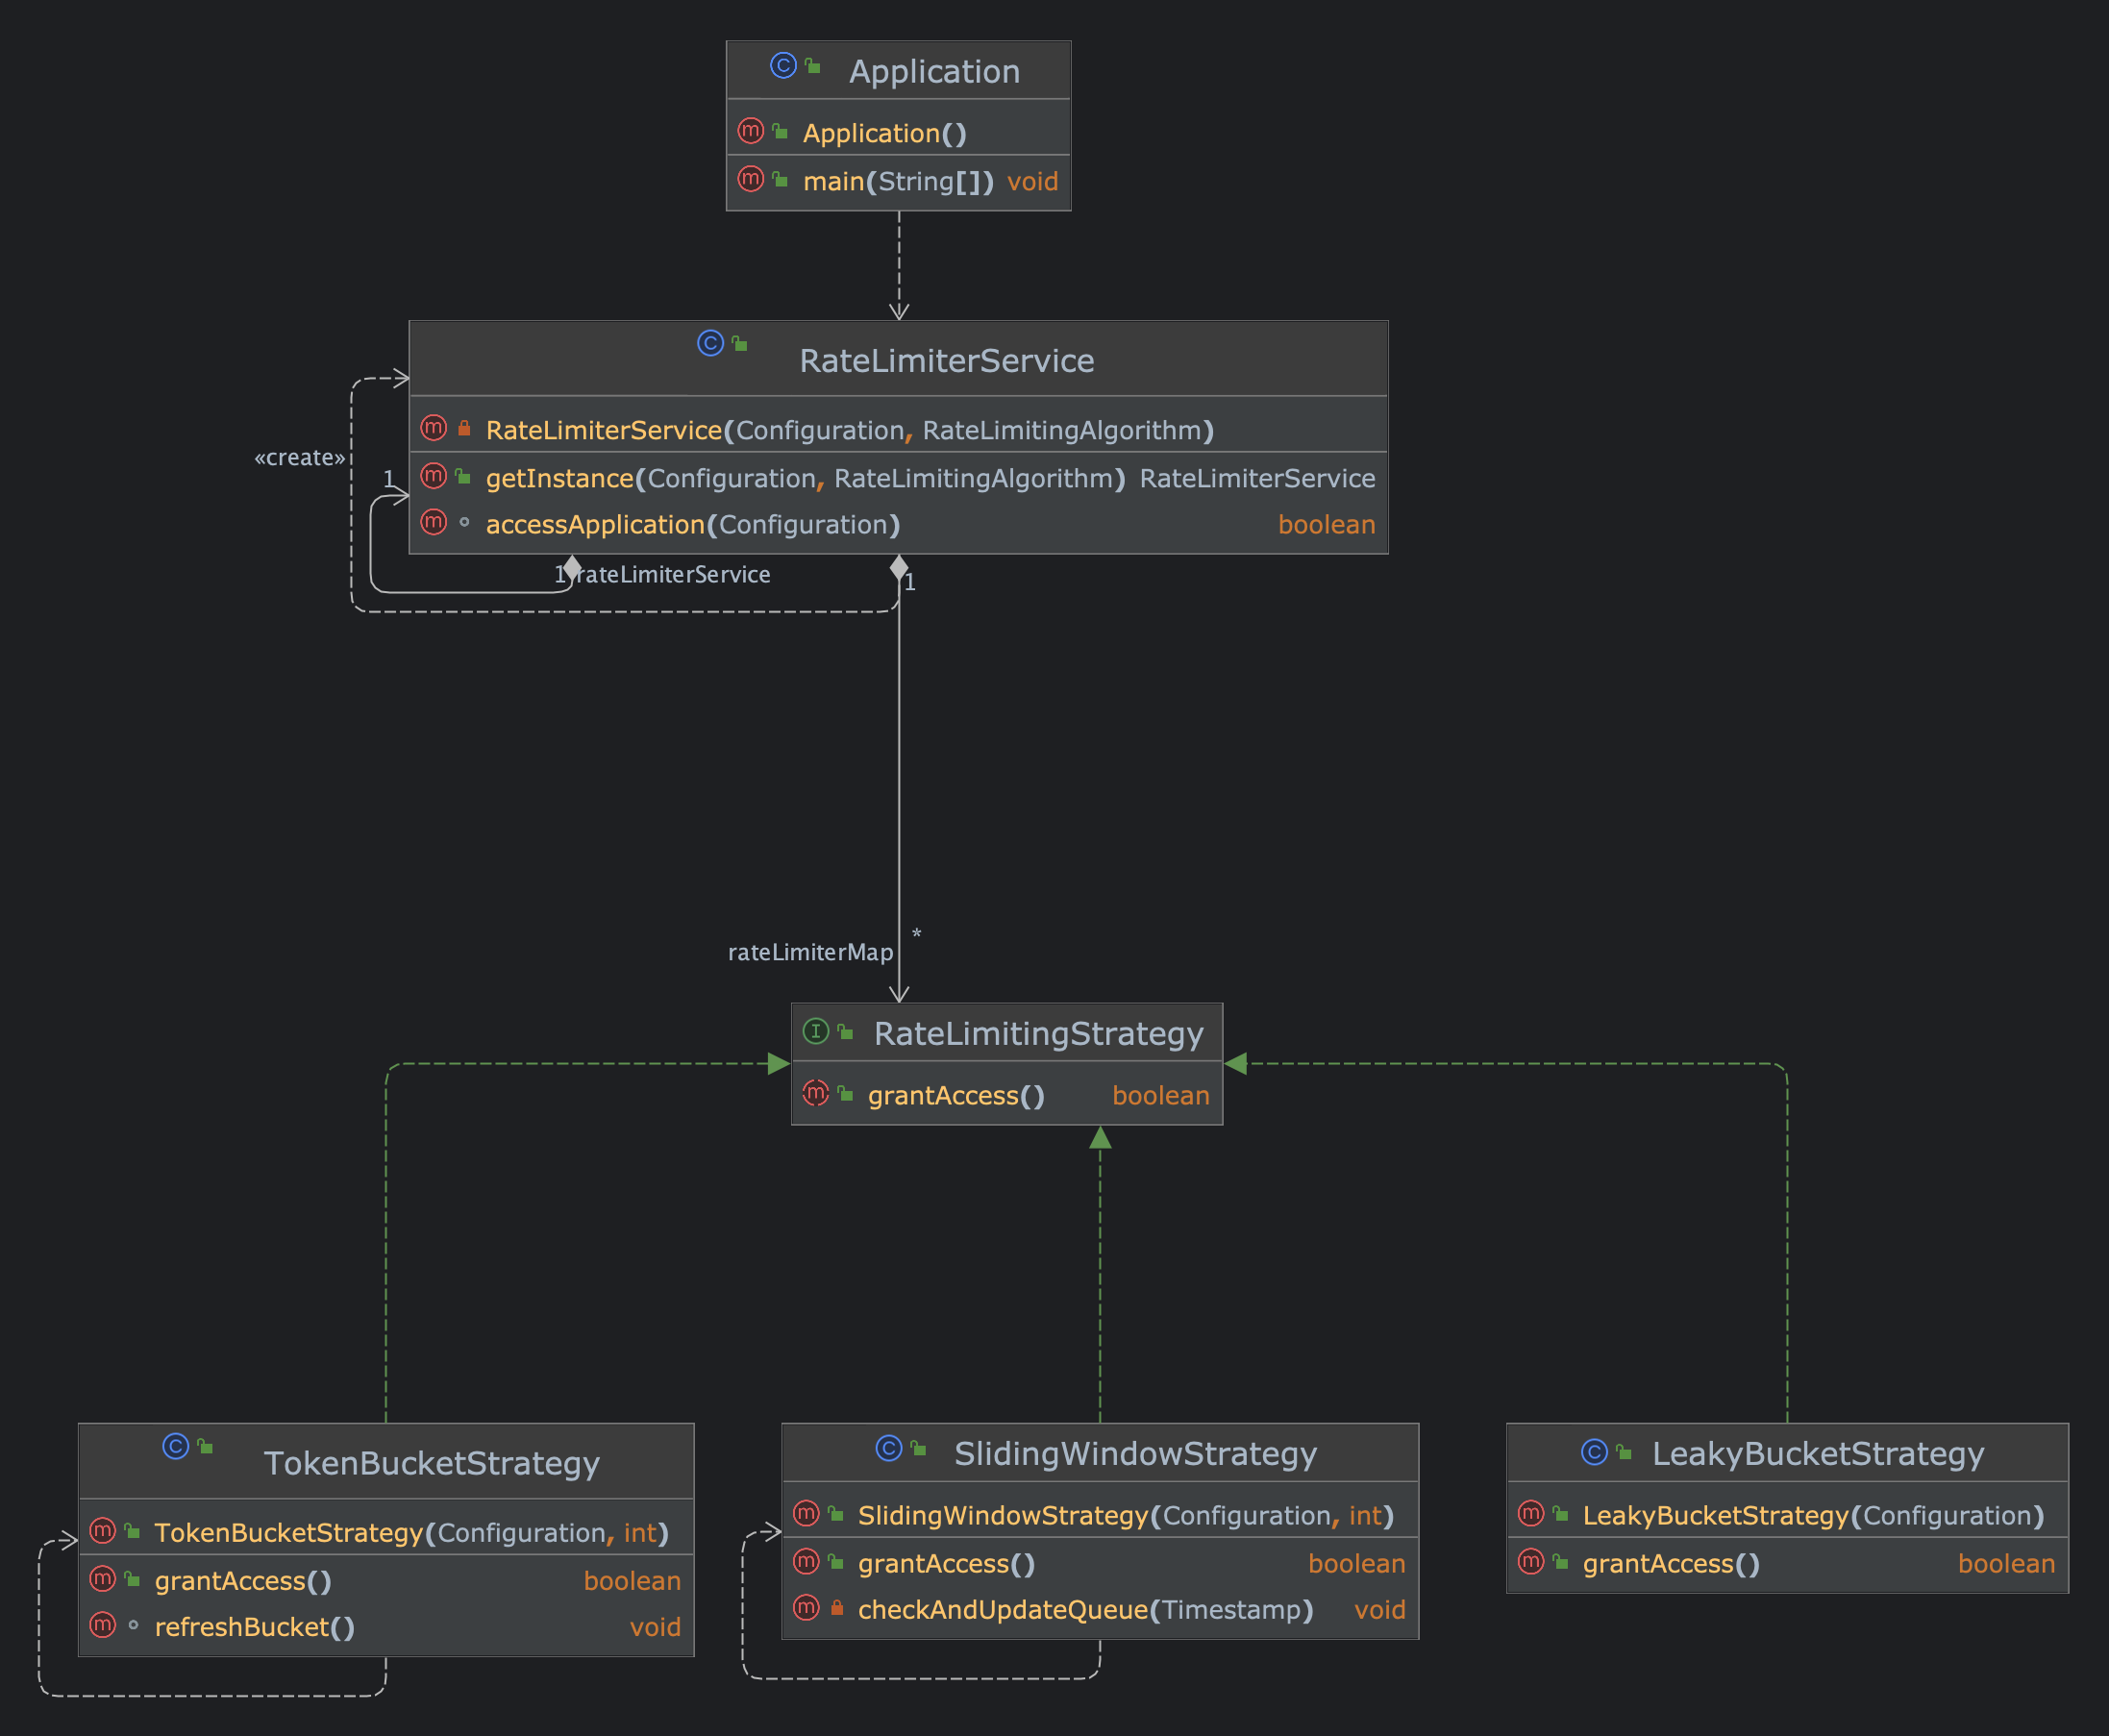 Application
Application()
main(String[]) void
RateLimiterService
RateLimiterService(Configuration, RateLimitingAlgorithm)
«create»
1
getInstance(Configuration, RateLimitingAlgorithm) RateLimiterService
accessApplication(Configuration) boolean
1 rateLimiterService
1
*
rateLimiterMap
RateLimitingStrategy
grantAccess() boolean
TokenBucketStrategy
TokenBucketStrategy(Configuration, int)
grantAccess() boolean
refreshBucket() void
SlidingWindowStrategy
SlidingWindowStrategy(Configuration, int)
grantAccess() boolean
checkAndUpdateQueue(Timestamp) void
LeakyBucketStrategy
LeakyBucketStrategy(Configuration)
grantAccess() boolean